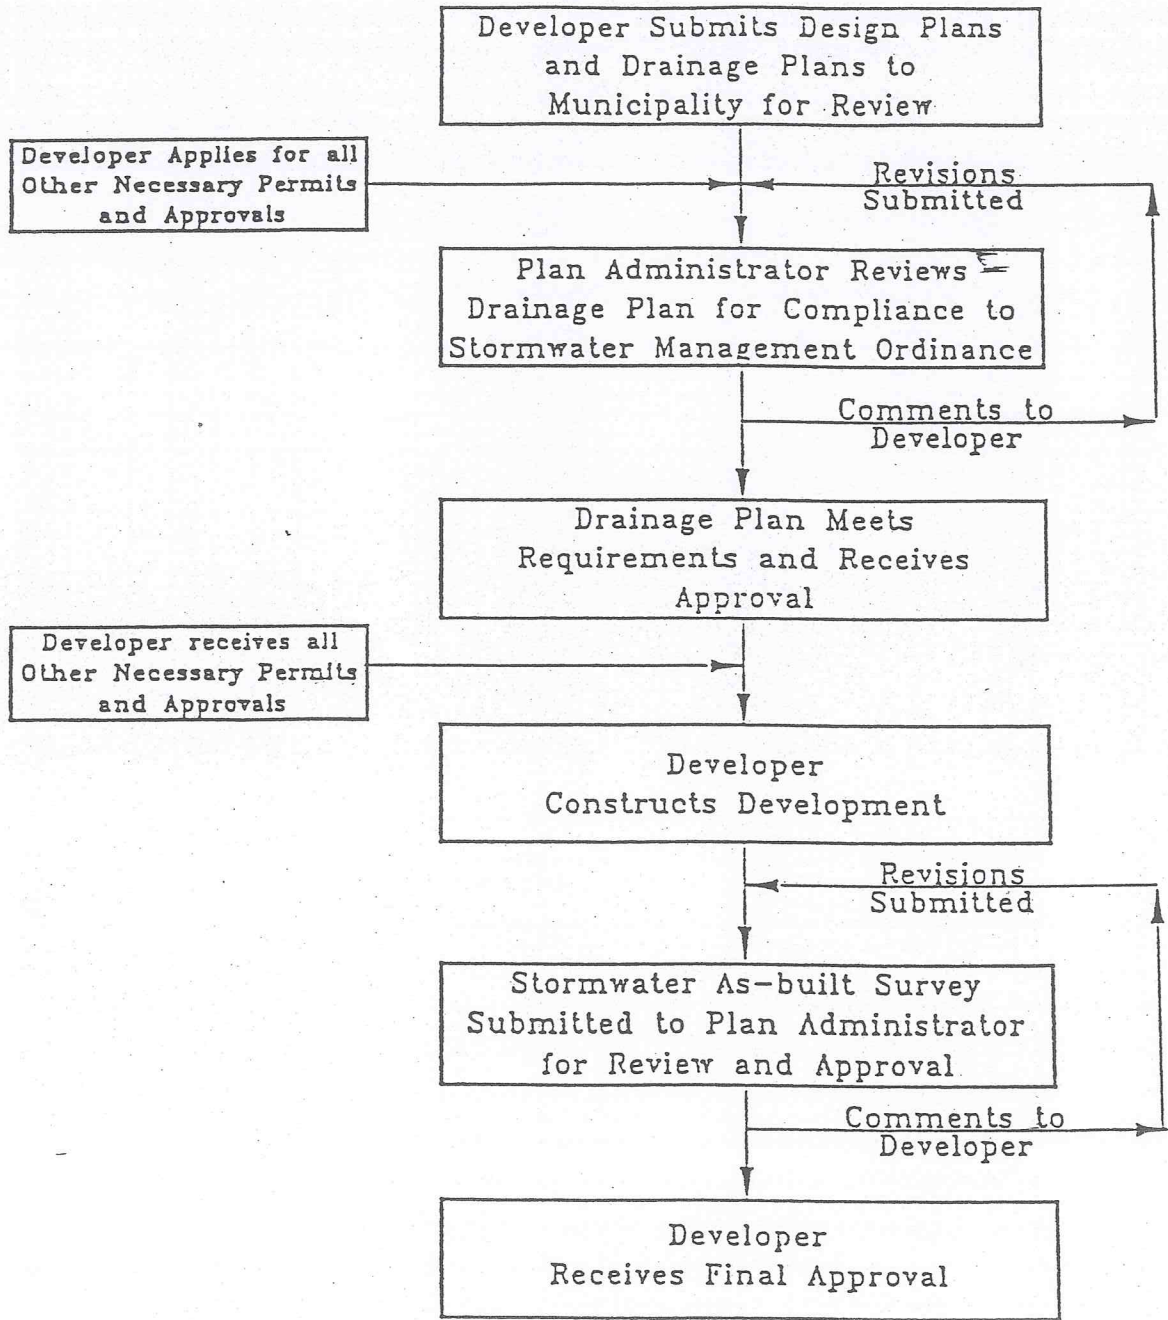 Developer Submits Design Plans
and Drainage Plans to
Municipality for Review
Developer Applies for all
Other Necessary Permits
and Approvals
Revisions
Submitted
Plan Administrator Reviews
Drainage Plan for Compliance to
Stormwater Management Ordinance
Comments to
Developer
Drainage Plan Meets
Requirements and Receives
Approval
Developer receives all
Other Necessary Permits
and Approvals
Developer
Constructs Development
Revisions
Submitted
Stormwater As-built Survey
Submitted to Plan Administrator
for Review and Approval
Comments to
Developer
Developer
Receives Final Approval